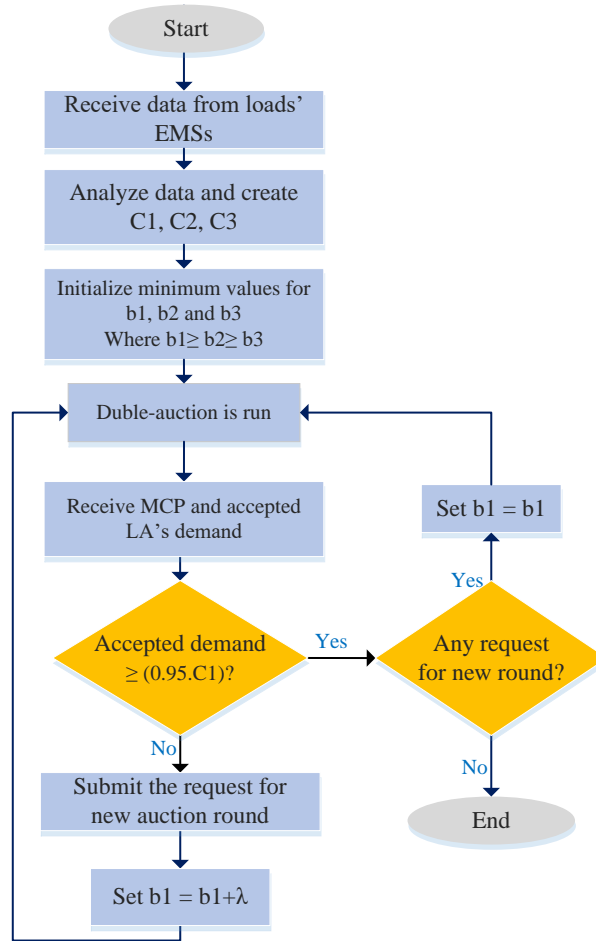 Start
Receive data from loads’
EMSs
Analyze data and create
C1, C2, C3
Initialize minimum values for
b1, b2 and b3
Where b1≥ b2≥ b3
Duble-auction is run
Receive MCP and accepted
LA’s demand
Set b1 = b1
Yes
Accepted demand
≥ (0.95.C1)?
Yes
Any request
for new round?
No
Submit the request for
new auction round
No
End
Set b1 = b1+λ